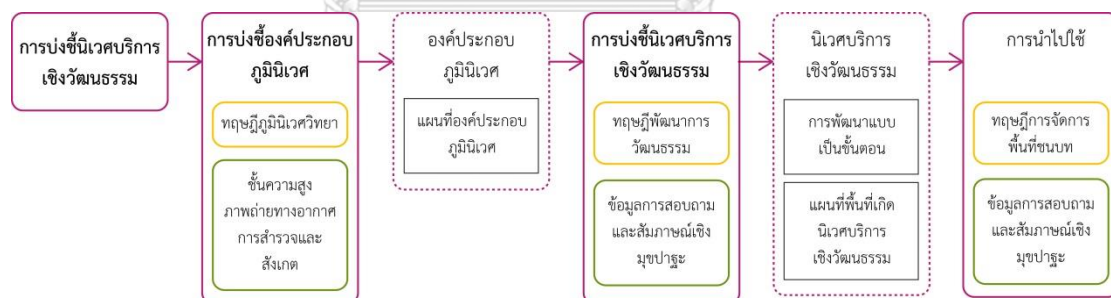 การบ่งชี้นิเวศบริการ
เชิงวัฒนธรรม
การบ่งชี้องค์ประกอบ
ภูมินิเวศ
ทฤษฎีภูมินิเวศวิทยา
ชั้นความสูง
ภาพถ่ายทางอากาศ
การสำรวจและ
สังเกต
องค์ประกอบ
ภูมินิเวศ
แผนที่องค์ประกอบ
ภูมินิเวศ
การบ่งชี้นิเวศบริการ
เชิงวัฒนธรรม
ทฤษฎีพัฒนาการ
วัฒนธรรม
ข้อมูลการสอบถาม
และสัมภาษณ์เชิง
มุขปาฐะ
นิเวศบริการ
เชิงวัฒนธรรม
การพัฒนาแบบ
เป็นขั้นตอน
แผนที่พื้นที่เกิด
นิเวศบริการ
เชิงวัฒนธรรม
การนำไปใช้
ทฤษฎีการจัดการ
พื้นที่ชนบท
ข้อมูลการสอบถาม
และสัมภาษณ์เชิง
มุขปาฐะ